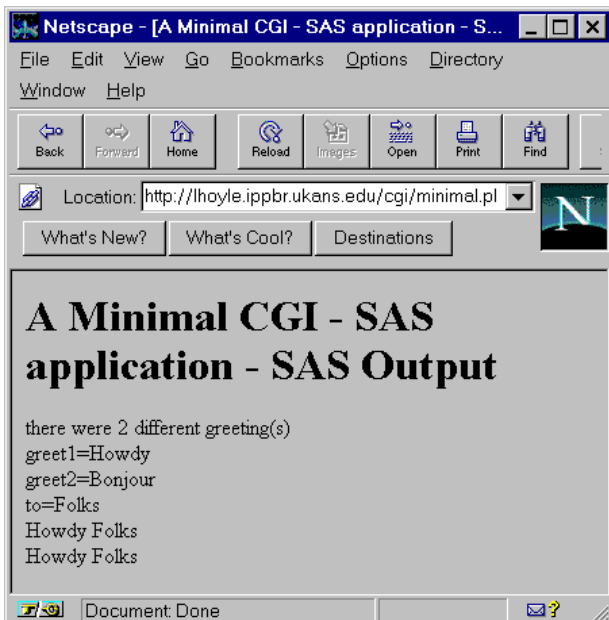 Netscape - [A Minimal CGI - SAS application - S...
File Edit View Go Bookmarks Options Directory
Window Help
Back Forward Home Reload Images Open Print Find
Location: http://lhoyle.ippbr.ukans.edu/cgi/minimal.pl
N
What's New? What's Cool? Destinations
A Minimal CGI - SAS
application - SAS Output
there were 2 different greeting(s)
greet1=Howdy
greet2=Bonjour
to=Folks
Howdy Folks
Howdy Folks
Document: Done